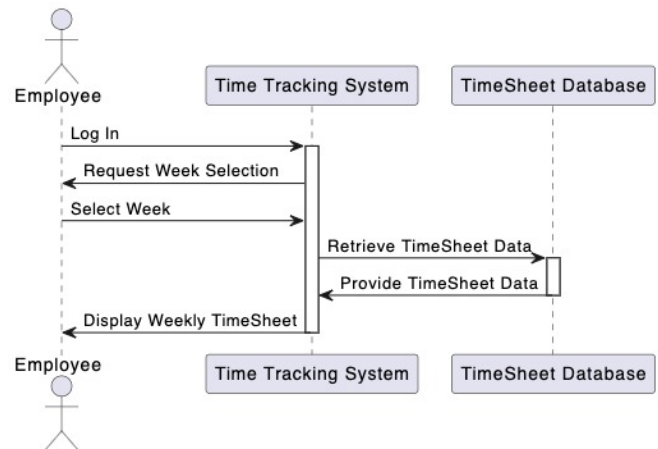 Employee
Time Tracking System
TimeSheet Database
Log In
Request Week Selection
Select Week
Retrieve TimeSheet Data
Provide TimeSheet Data
Display Weekly TimeSheet
Employee
Time Tracking System
TimeSheet Database